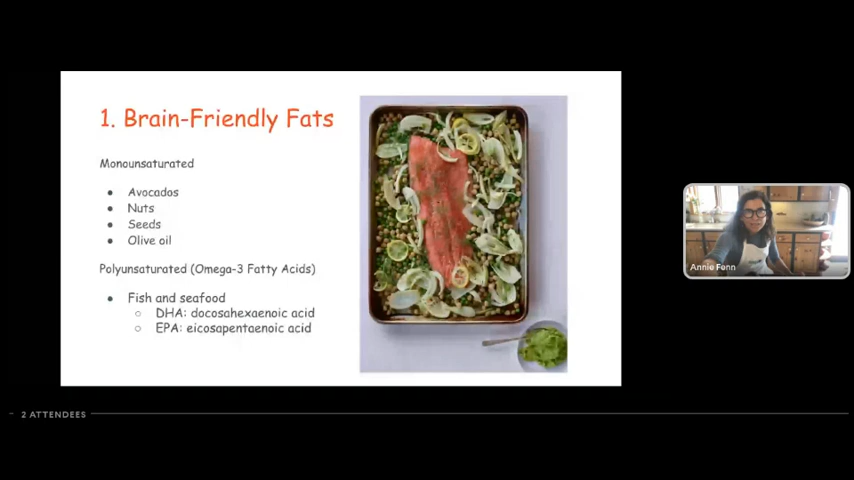 1. Brain-Friendly Fats
Monounsaturated
● Avocados
● Nuts
● Seeds
● Olive oil
Polyunsaturated (Omega-3 Fatty Acids)
● Fish and seafood
○ DHA: docosahexaenoic acid
○ EPA: eicosapentaenoic acid
Annie Fenn
2 ATTENDEES